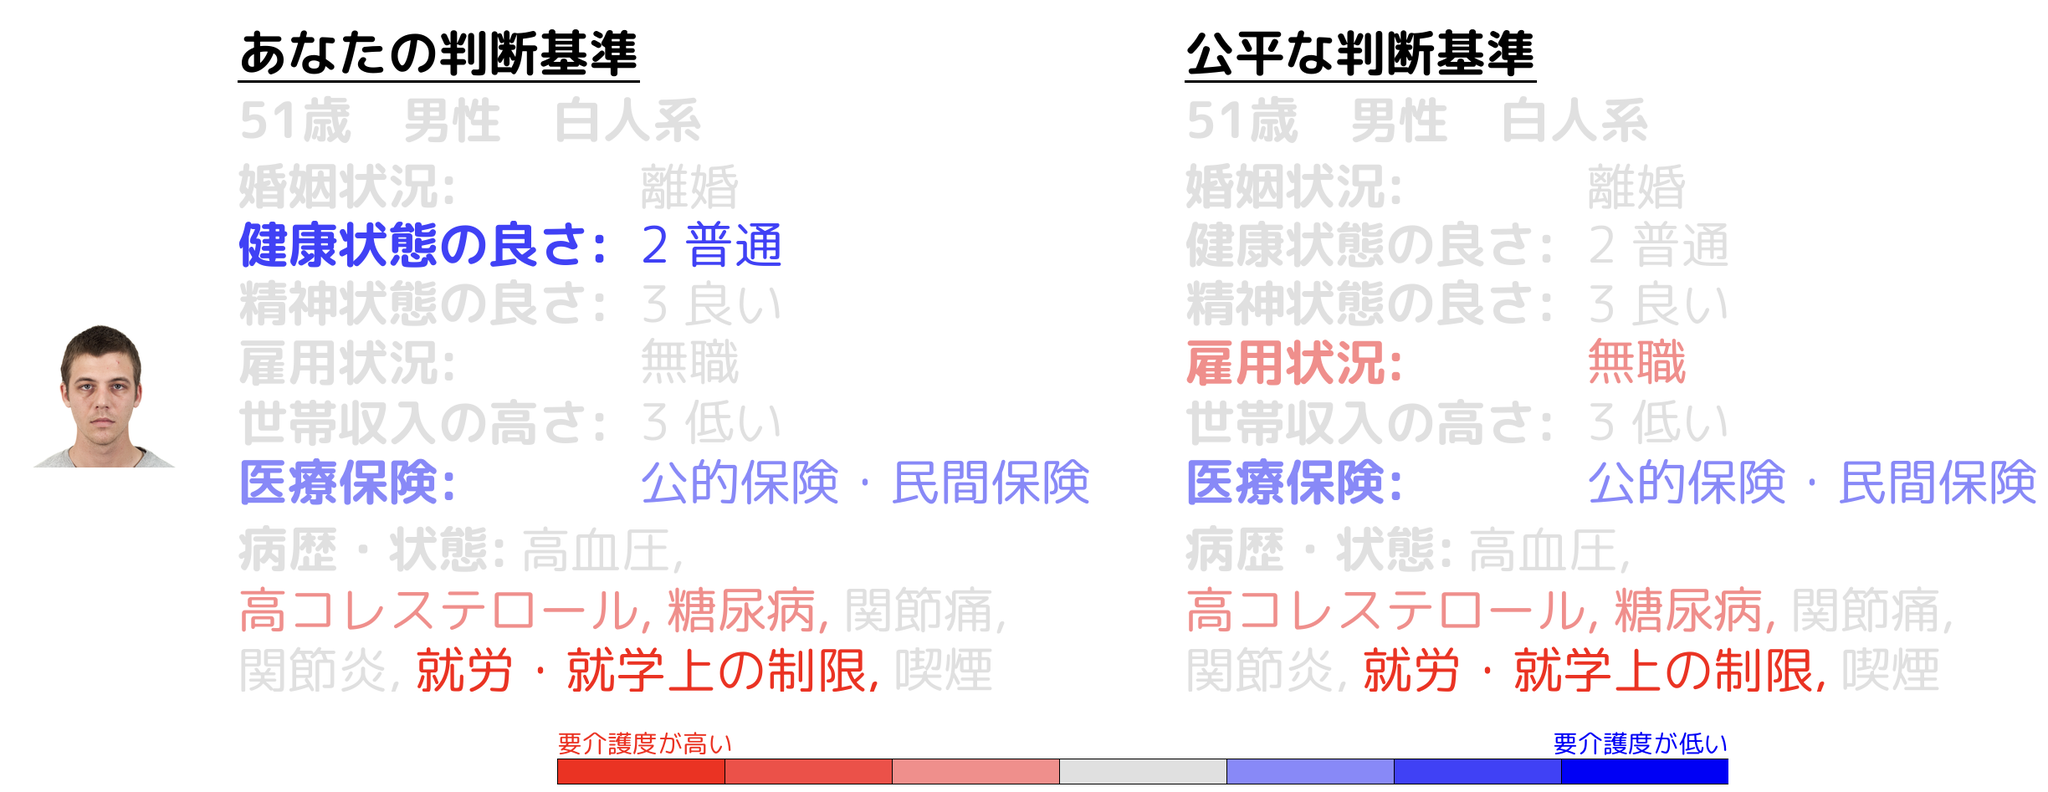 あなたの判断基準
51歳 男性 白人系
婚姻状況: 離婚
健康状態の良さ: 2 普通
精神状態の良さ: 3 良い
雇用状況: 無職
世帯収入の高さ: 3 低い
医療保険: 公的保険・民間保険
病歴・状態: 高血圧,
高コレステロール, 糖尿病, 関節痛,
関節炎, 就労・就学上の制限, 喫煙
公平な判断基準
51歳 男性 白人系
婚姻状況: 離婚
健康状態の良さ: 2 普通
精神状態の良さ: 3 良い
雇用状況: 無職
世帯収入の高さ: 3 低い
医療保険: 公的保険・民間保険
病歴・状態: 高血圧,
高コレステロール, 糖尿病, 関節痛,
関節炎, 就労・就学上の制限, 喫煙
要介護度が高い
要介護度が低い